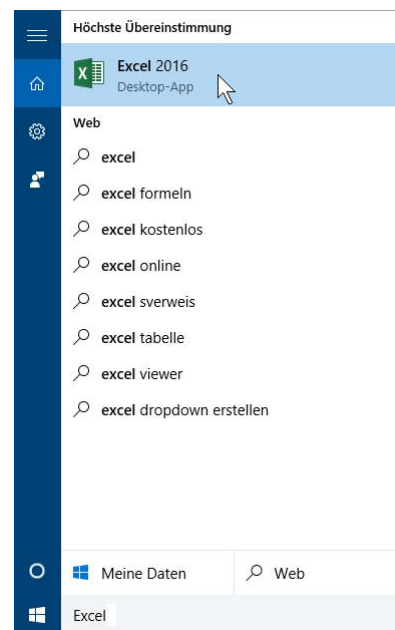 Höchste Übereinstimmung
Excel 2016
Desktop-App
Web
excel
excel formeln
excel kostenlos
excel online
excel sverweis
excel tabelle
excel viewer
excel dropdown erstellen
Meine Daten
Web
Excel